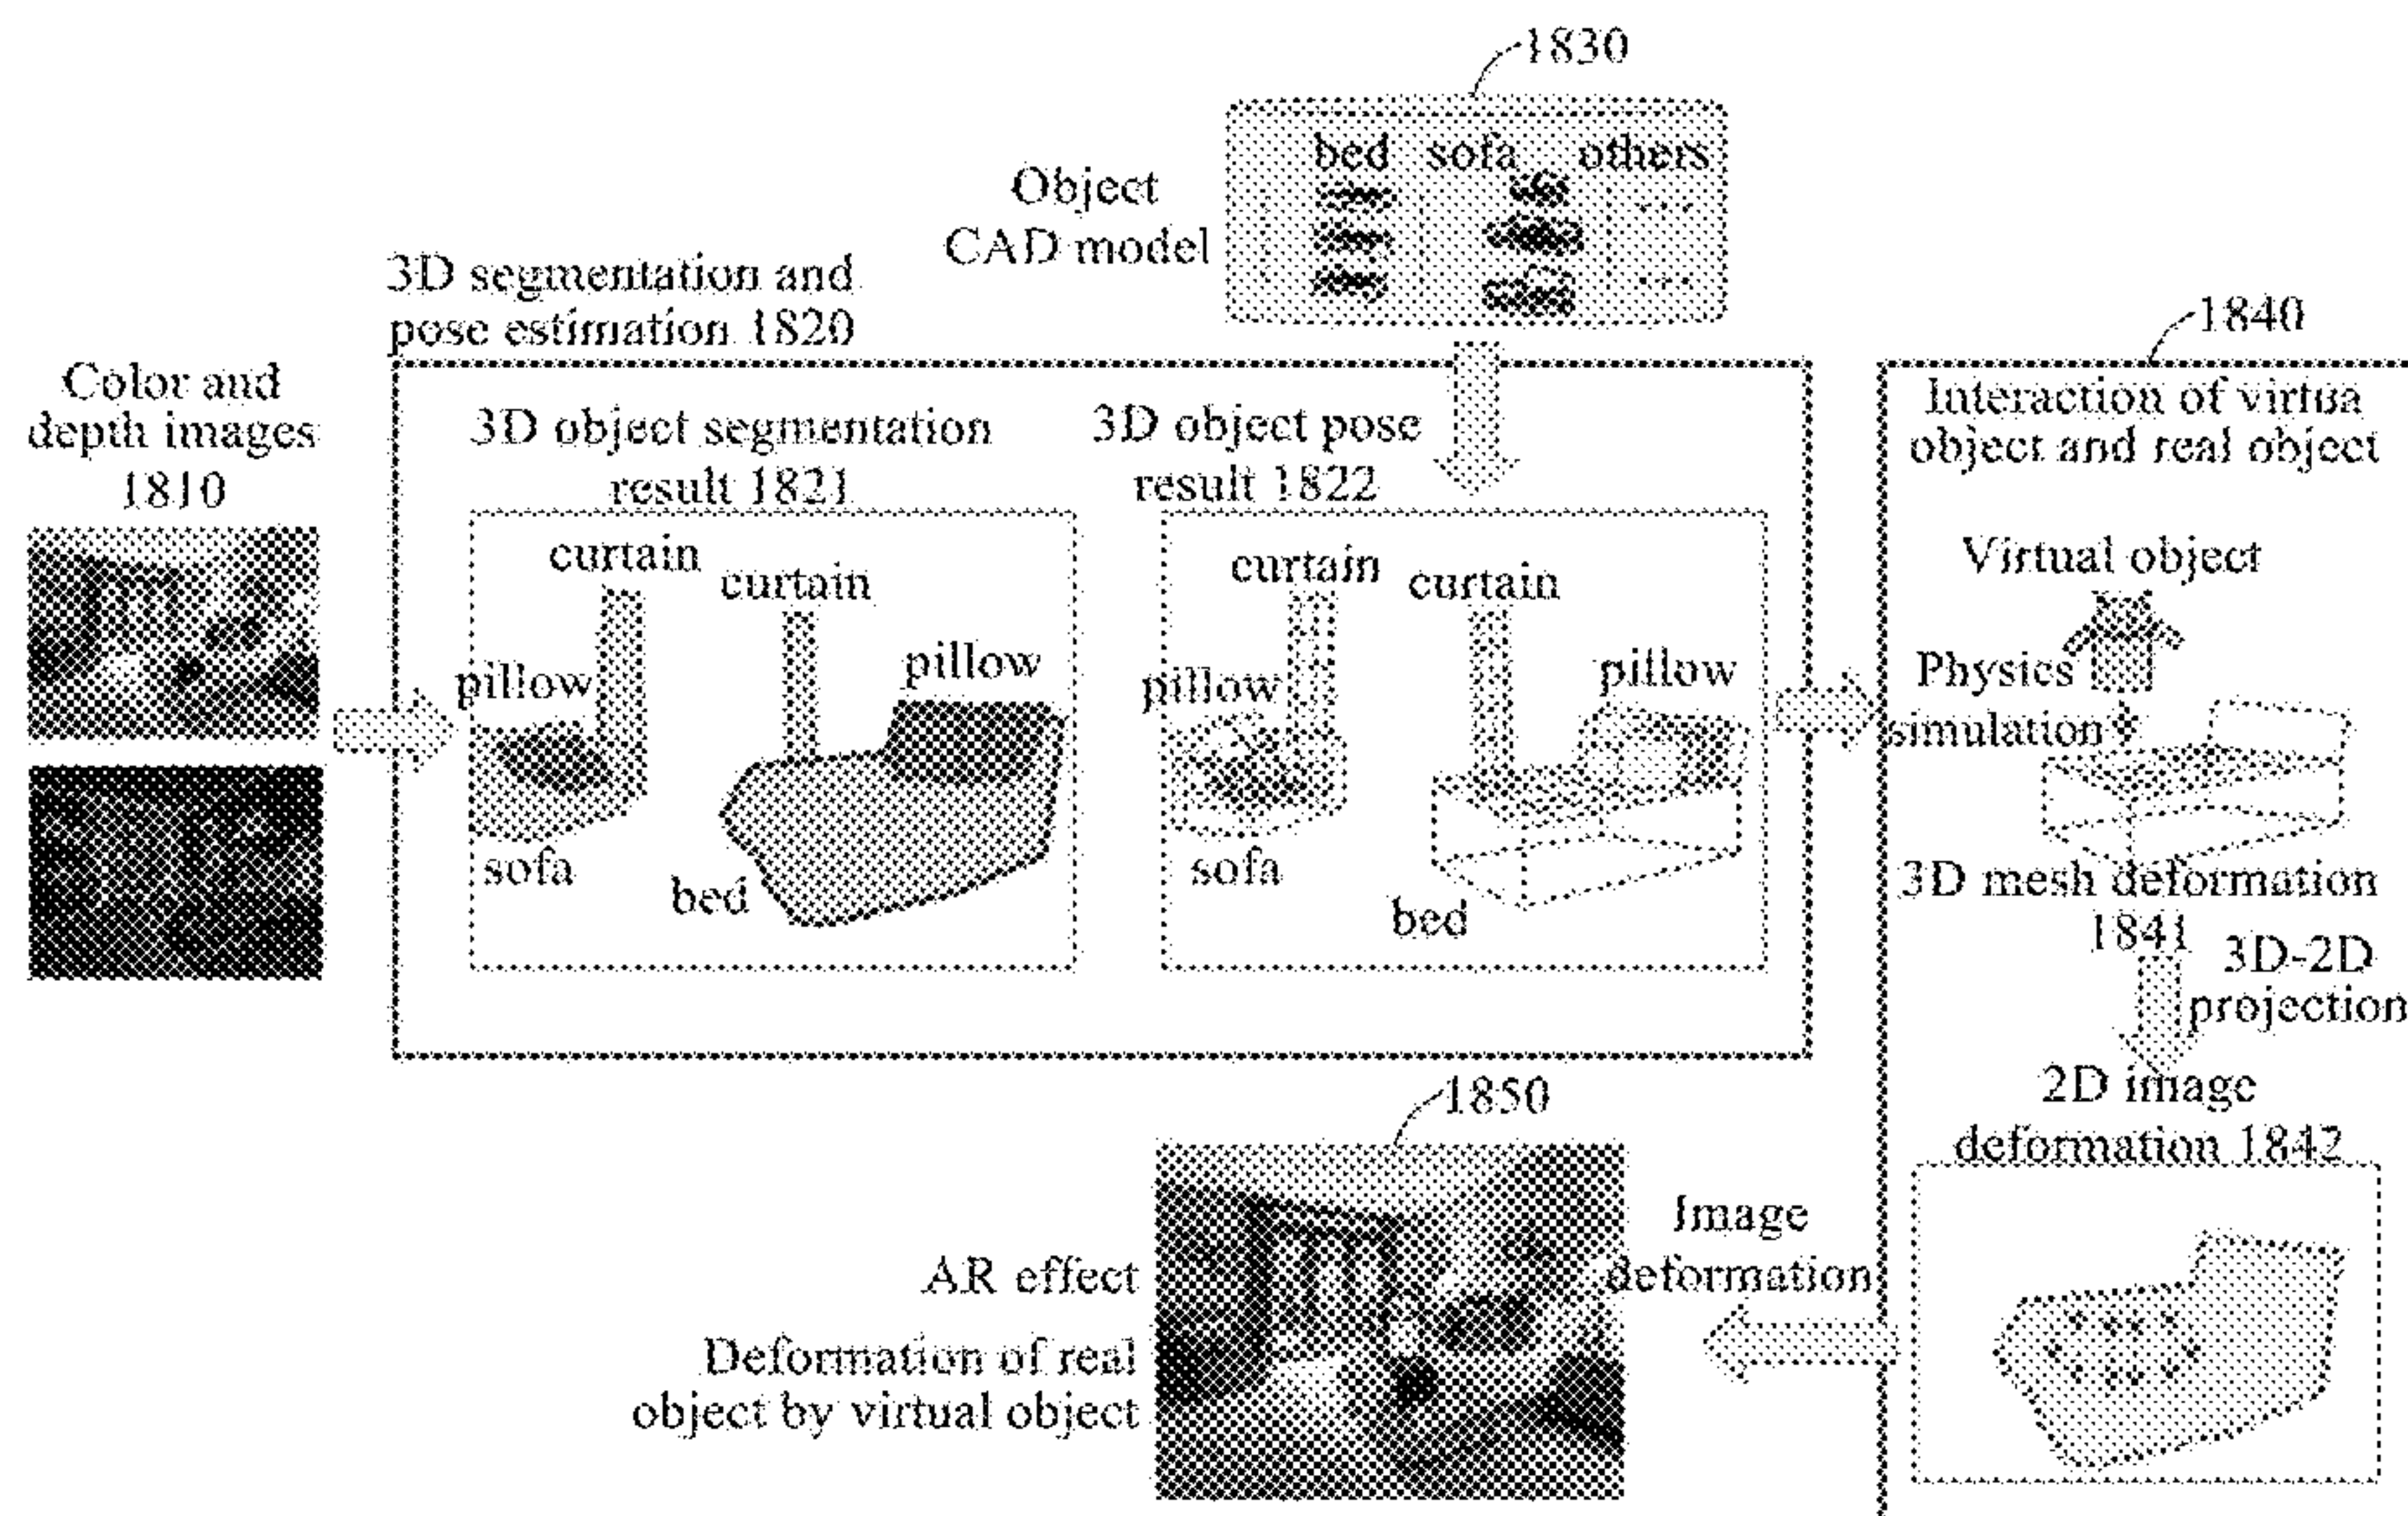 1830
bed sofa others
Object
CAD model
3D segmentation and
pose estimation 1820
1840
Color and
depth images
1810
3D object segmentation
result 1821
3D object pose
result 1822
Interaction of virtua
object and real object
curtain
curtain
pillow
pillow
sofa
bed
curtain
curtain
pillow
pillow
sofa
bed
Virtual object
Physics
simulation
3D mesh deformation
1841
3D-2D
projection
2D image
deformation 1842
1850
Image
deformation
AR effect
Deformation of real
object by virtual object